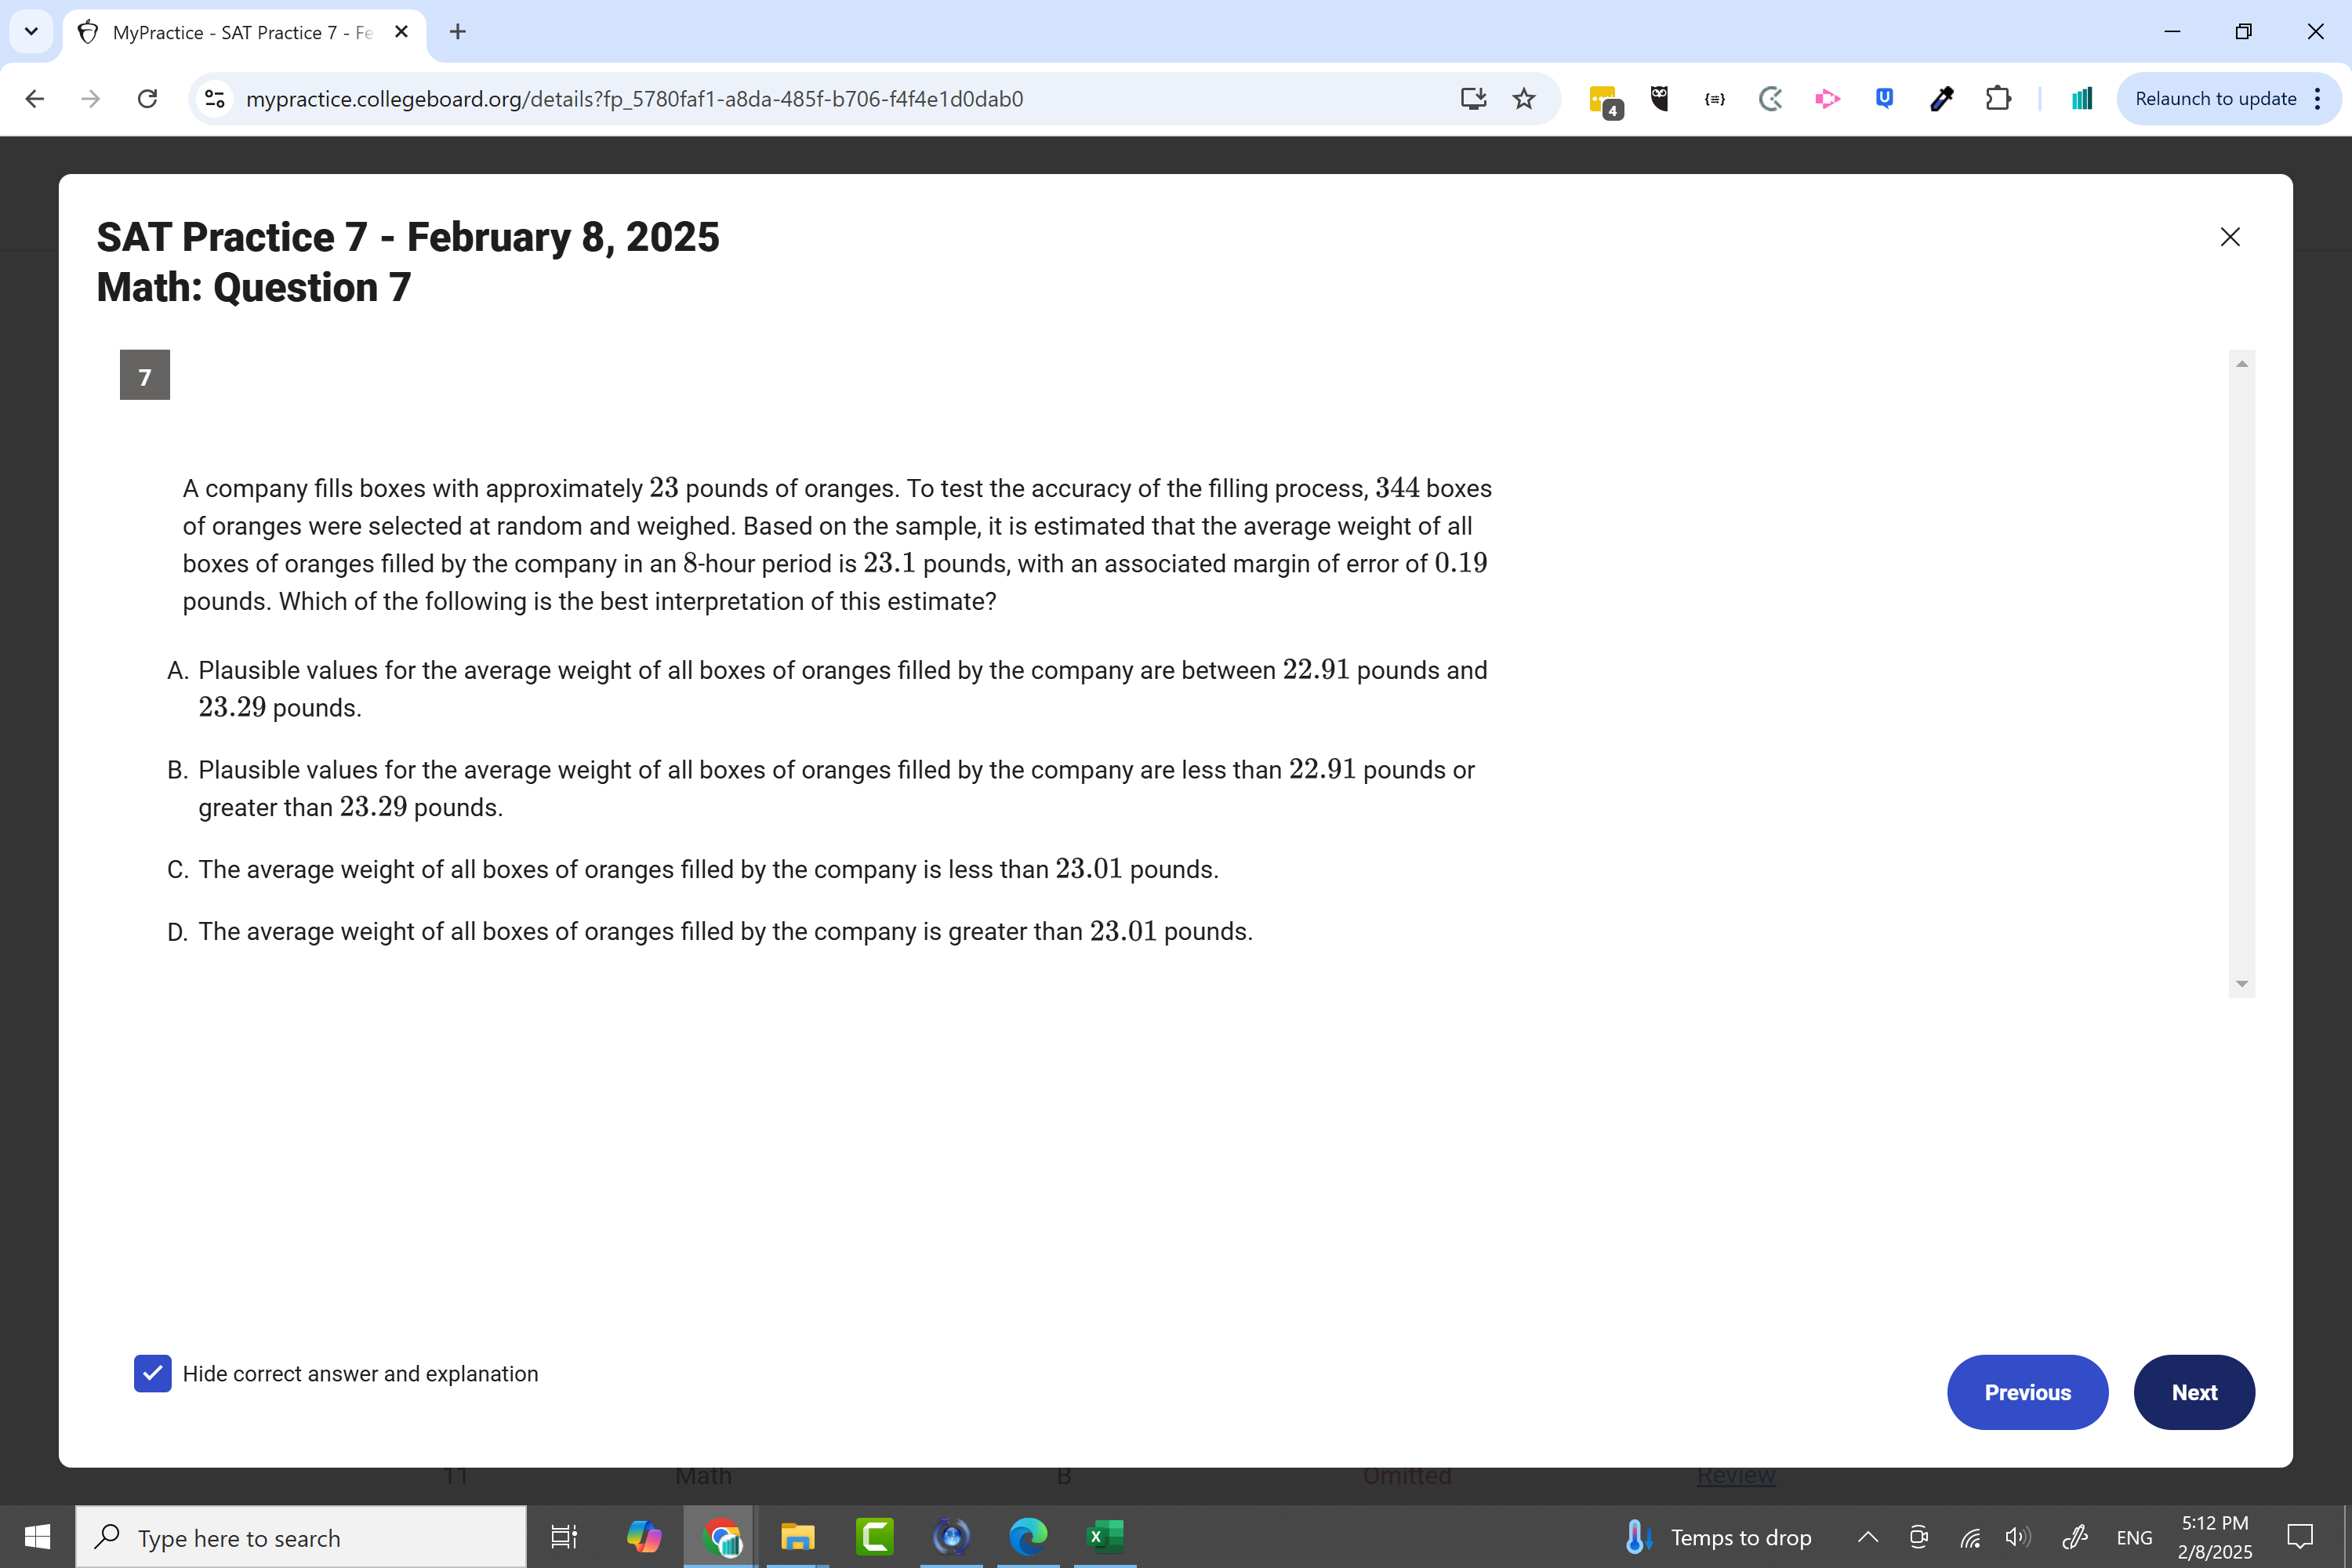 MyPractice - SAT Practice 7 - Fe
mypractice.collegeboard.org/details?fp_5780faf1-a8da-485f-b706-f4f4e1d0dab0
4
Relaunch to update
SAT Practice 7 - February 8, 2025
Math: Question 7
7
A company fills boxes with approximately 23 pounds of oranges. To test the accuracy of the filling process, 344 boxes
of oranges were selected at random and weighed. Based on the sample, it is estimated that the average weight of all
boxes of oranges filled by the company in an 8-hour period is 23.1 pounds, with an associated margin of error of 0.19
pounds. Which of the following is the best interpretation of this estimate?
A. Plausible values for the average weight of all boxes of oranges filled by the company are between 22.91 pounds and
23.29 pounds.
B. Plausible values for the average weight of all boxes of oranges filled by the company are less than 22.91 pounds or
greater than 23.29 pounds.
C. The average weight of all boxes of oranges filled by the company is less than 23.01 pounds.
D. The average weight of all boxes of oranges filled by the company is greater than 23.01 pounds.
Hide correct answer and explanation
Previous
Next
11 Math B Omitted Review
Type here to search
Temps to drop
ENG
5:12 PM
2/8/2025